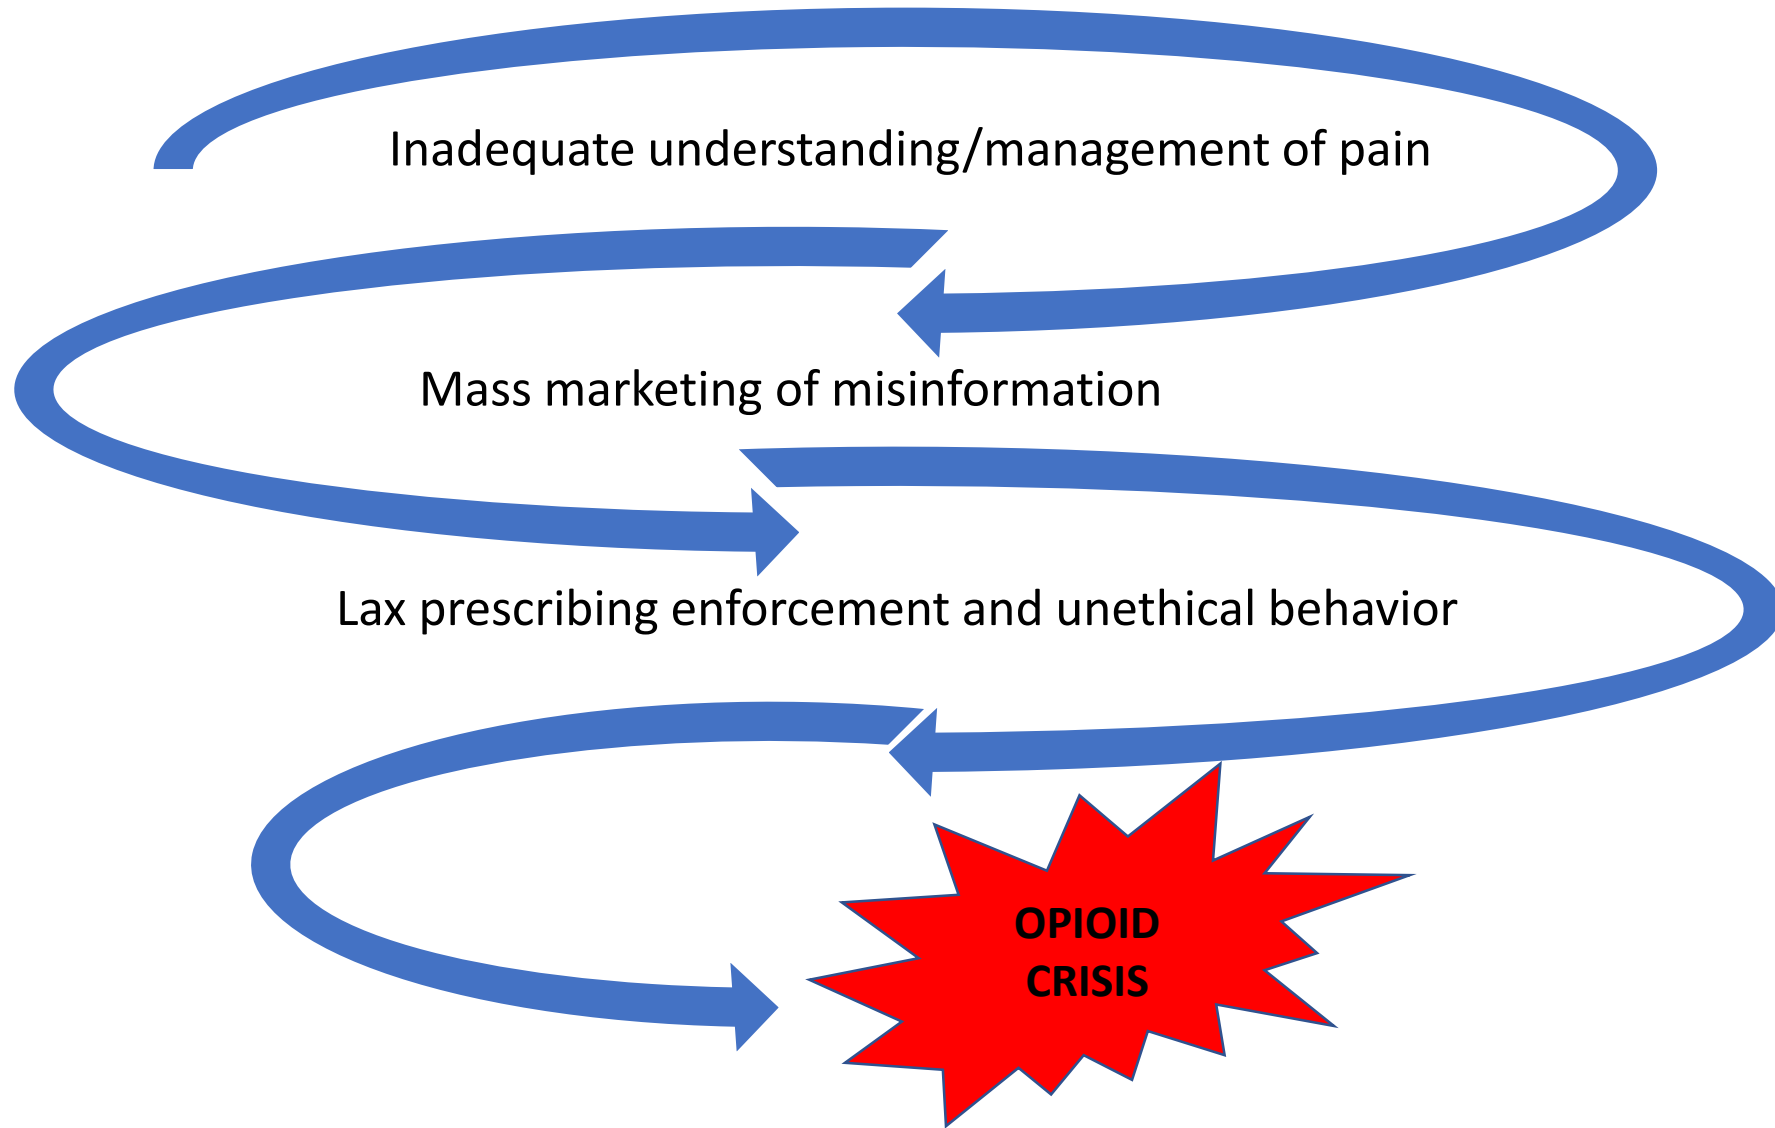 Inadequate understanding/management of pain
Mass marketing of misinformation
Lax prescribing enforcement and unethical behavior
OPIOID
CRISIS